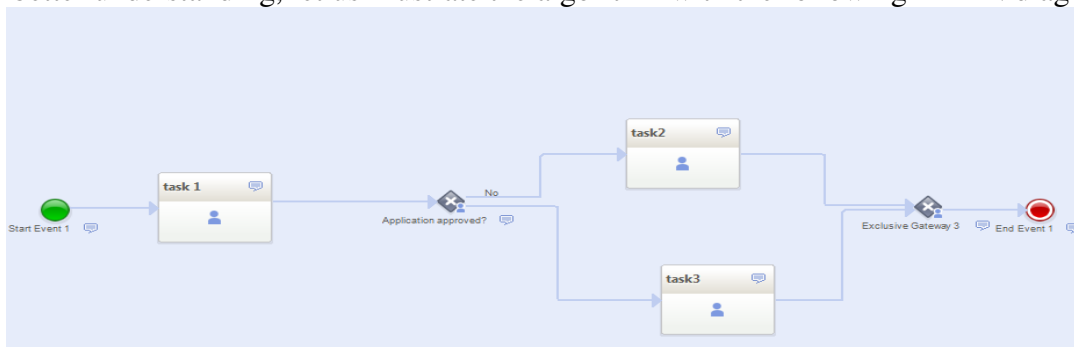 task2
No
task 1
Application approved?
Start Event 1
Exclusive Gateway 3
End Event 1
task3